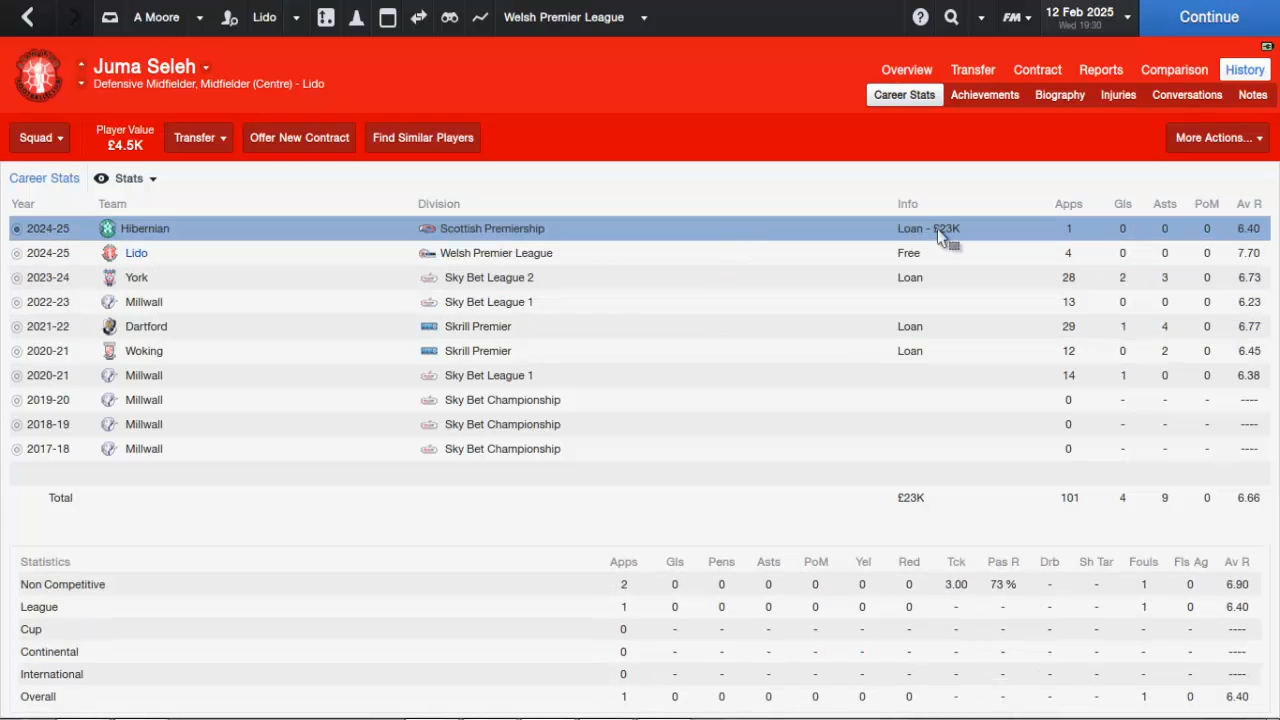 A Moore Lido Welsh Premier League ? FM 12 Feb 2025 Continue
Wed 19:30
Juma Seleh
Defensive Midfielder, Midfielder (Centre) - Lido
Overview Transfer Contract Reports Comparison History
Career Stats Achievements Biography Injuries Conversations Notes
Squad Player Value £4.5K Transfer Offer New Contract Find Similar Players More Actions...
Career Stats Stats
Year Team Division Info Apps Gls Asts PoM Av R
2024-25 Hibernian Scottish Premiership Loan - £23K 1 0 0 0 6.40
2024-25 Lido Welsh Premier League Free 4 0 0 0 7.70
2023-24 York Sky Bet League 2 Loan 28 2 3 0 6.73
2022-23 Millwall Sky Bet League 1 13 0 0 0 6.23
2021-22 Dartford Skrill Premier Loan 29 1 4 0 6.77
2020-21 Woking Skrill Premier Loan 12 0 2 0 6.45
2020-21 Millwall Sky Bet League 1 14 1 0 0 6.38
2019-20 Millwall Sky Bet Championship 0 - - - ----
2018-19 Millwall Sky Bet Championship 0 - - - ----
2017-18 Millwall Sky Bet Championship 0 - - - ----
Total £23K 101 4 9 0 6.66
Statistics Apps Gls Pens Asts PoM Yel Red Tck Pas R Drb Sh Tar Fouls Fls Ag Av R
Non Competitive 2 0 0 0 0 0 0 3.00 73 % - - 1 0 6.90
League 1 0 0 0 0 0 0 - - - - 1 0 6.40
Cup 0 - - - - - - - - - - - - ----
Continental 0 - - - - - - - - - - - - ----
International 0 - - - - - - - - - - - - ----
Overall 1 0 0 0 0 0 0 - - - - 1 0 6.40